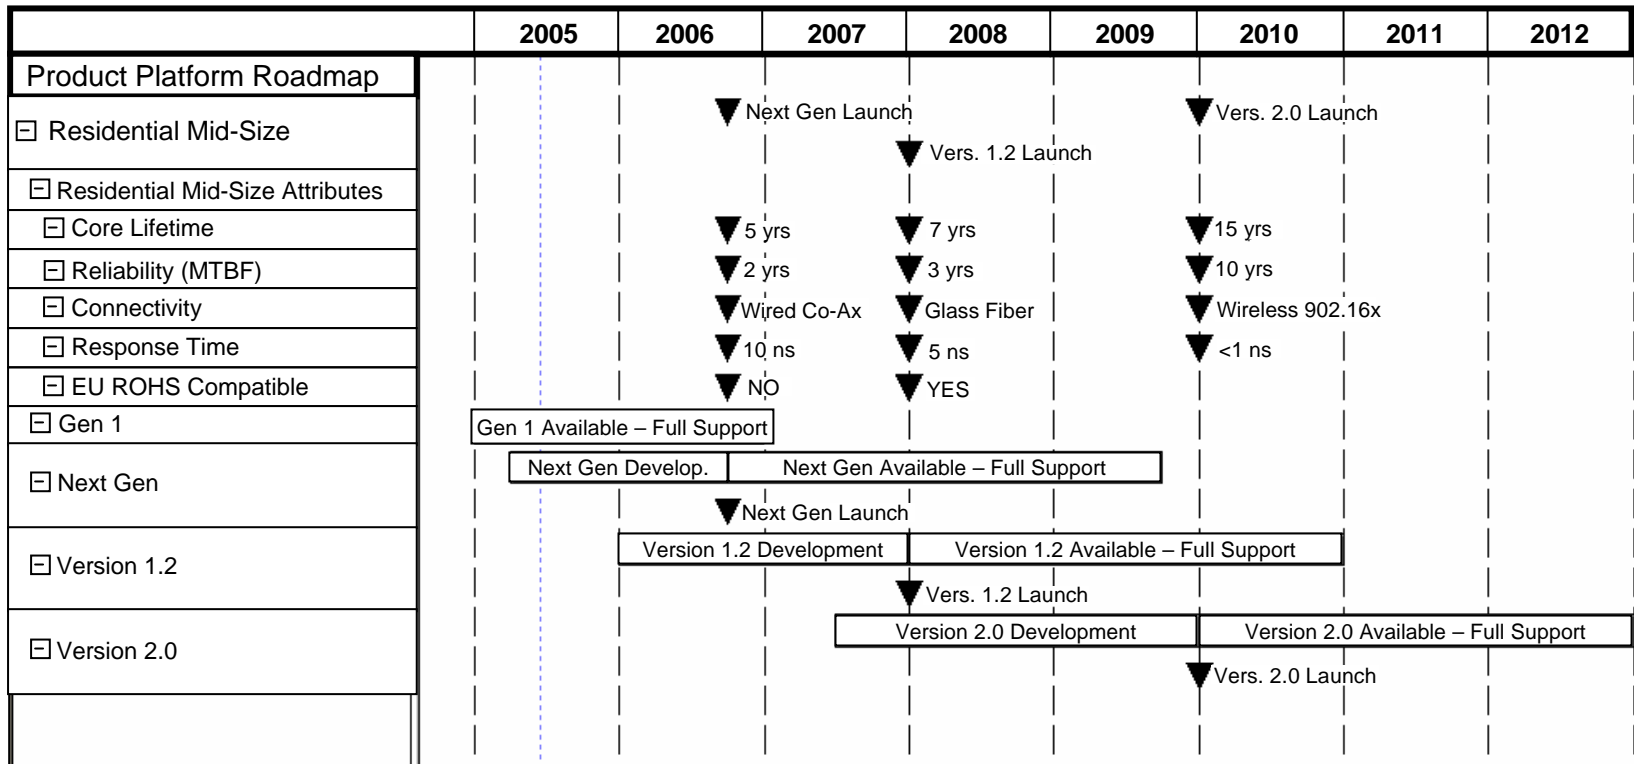 2005 2006 2007 2008 2009 2010 2011 2012
Product Platform Roadmap
Residential Mid-Size
Next Gen Launch
Vers. 2.0 Launch
Vers. 1.2 Launch
Residential Mid-Size Attributes
Core Lifetime 5 yrs 7 yrs 15 yrs
Reliability (MTBF) 2 yrs 3 yrs 10 yrs
Connectivity Wired Co-Ax Glass Fiber Wireless 902.16x
Response Time 10 ns 5 ns <1 ns
EU ROHS Compatible NO YES
Gen 1 Gen 1 Available – Full Support
Next Gen Develop. Next Gen Available – Full Support
Next Gen
Next Gen Launch
Version 1.2 Development Version 1.2 Available – Full Support
Version 1.2
Vers. 1.2 Launch
Version 2.0 Development Version 2.0 Available – Full Support
Version 2.0
Vers. 2.0 Launch